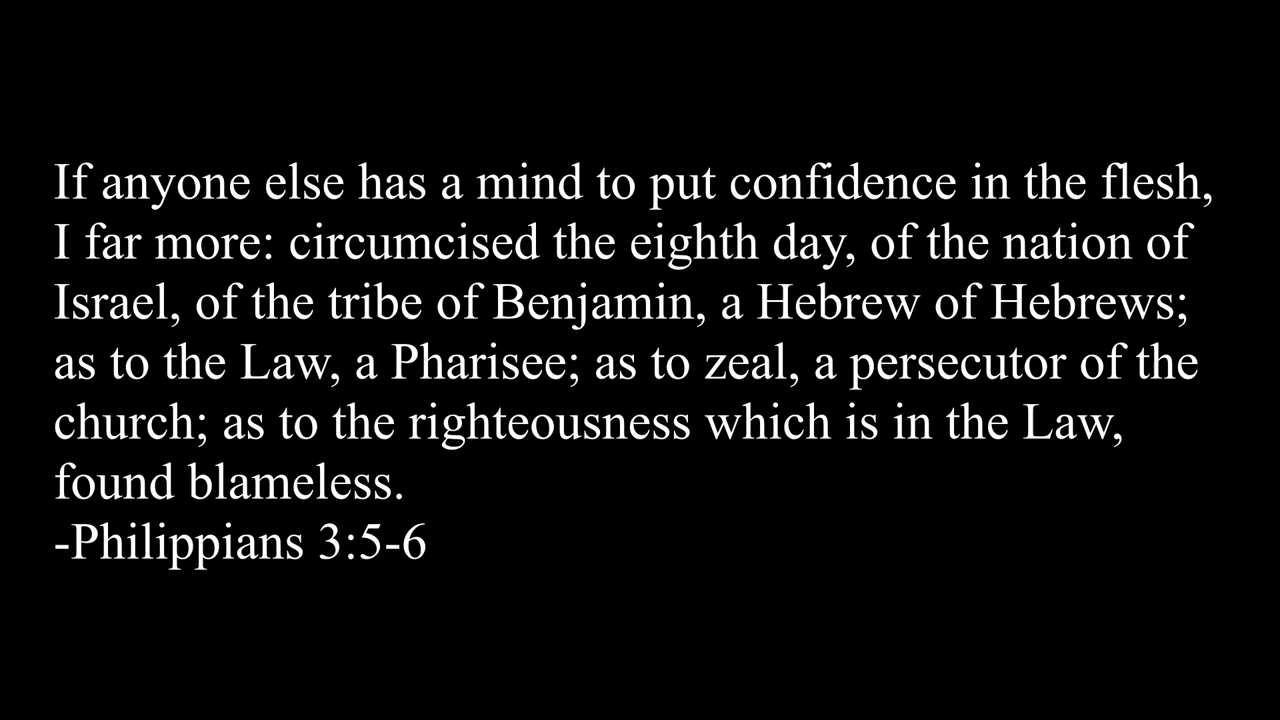 If anyone else has a mind to put confidence in the flesh,
I far more: circumcised the eighth day, of the nation of
Israel, of the tribe of Benjamin, a Hebrew of Hebrews;
as to the Law, a Pharisee; as to zeal, a persecutor of the
church; as to the righteousness which is in the Law,
found blameless.
-Philippians 3:5-6